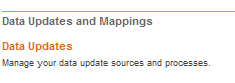 Data Updates and Mappings
Data Updates
Manage your data update sources and processes.